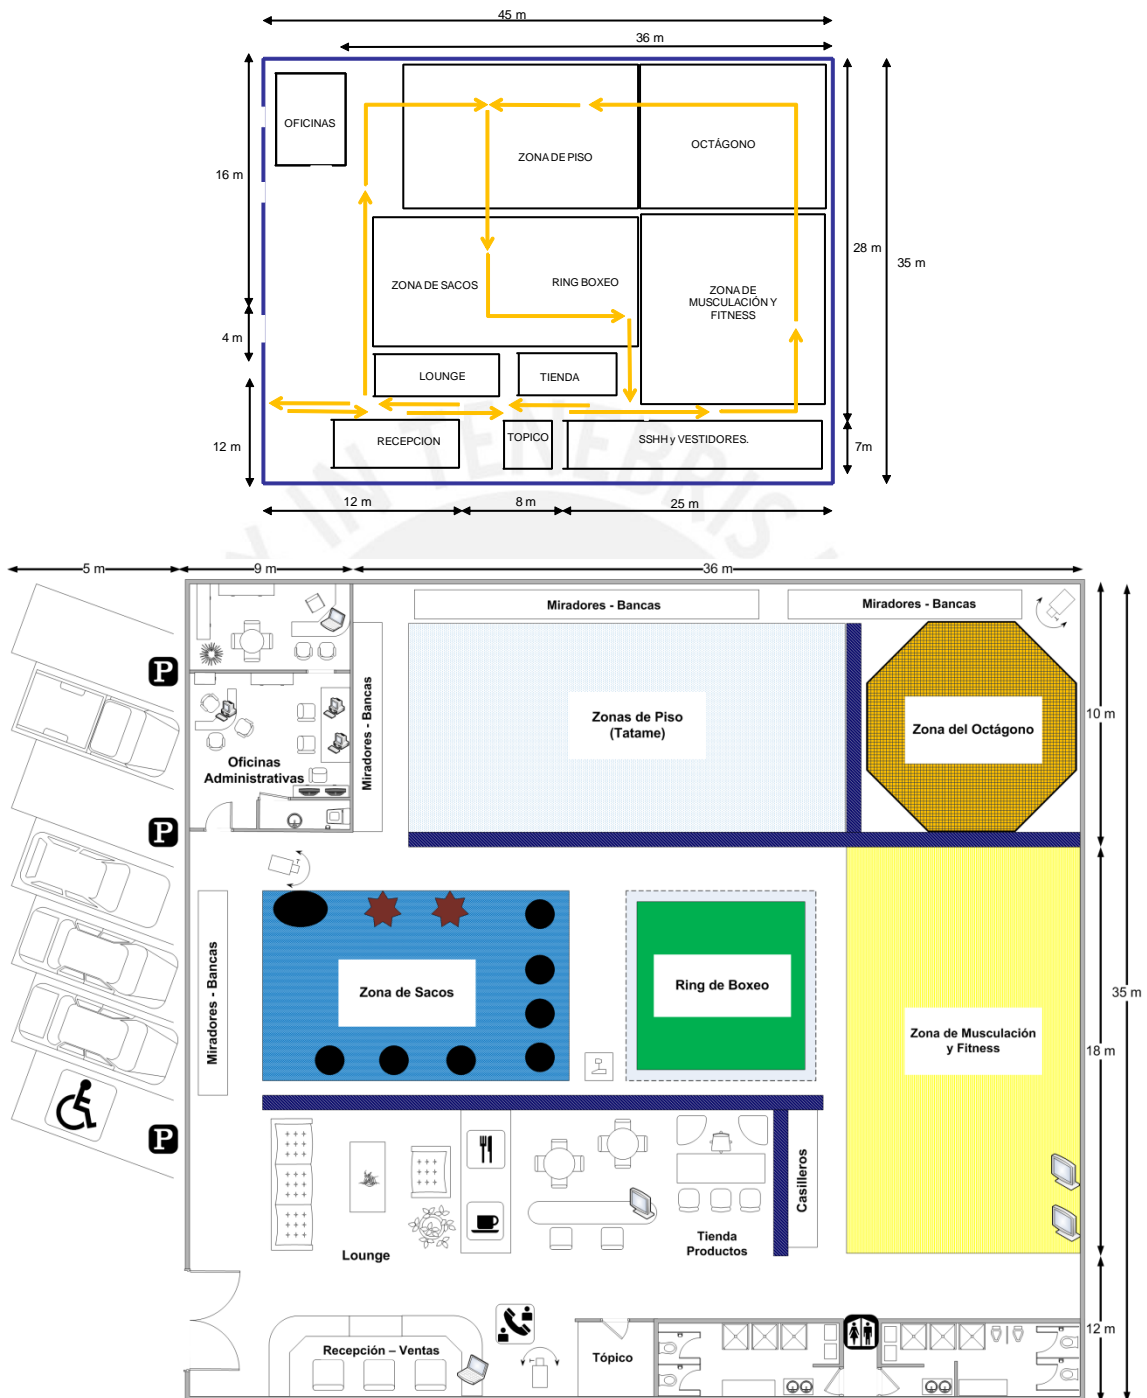 45 m
36 m
OFICINAS
ZONA DE PISO
OCTÁGONO
16 m
28 m
35 m
ZONA DE SACOS
RING BOXEO
ZONA DE
MUSCULACIÓN Y
FITNESS
4 m
LOUNGE
TIENDA
12 m
RECEPCION
TOPICO
SSHH y VESTIDORES.
7m
12 m
8 m
25 m
X IN TENEBRIS
5 m
9 m
36 m
Miradores - Bancas
Miradores - Bancas
P
Miradores - Bancas
Zonas de Piso
(Tatame)
Zona del Octágono
10 m
Oficinas
Administrativas
P
Miradores - Bancas
Zona de Sacos
Ring de Boxeo
35 m
Zona de Musculación
y Fitness
18 m
P
Casilleros
Tienda
Productos
Lounge
12 m
Recepción – Ventas
Tópico